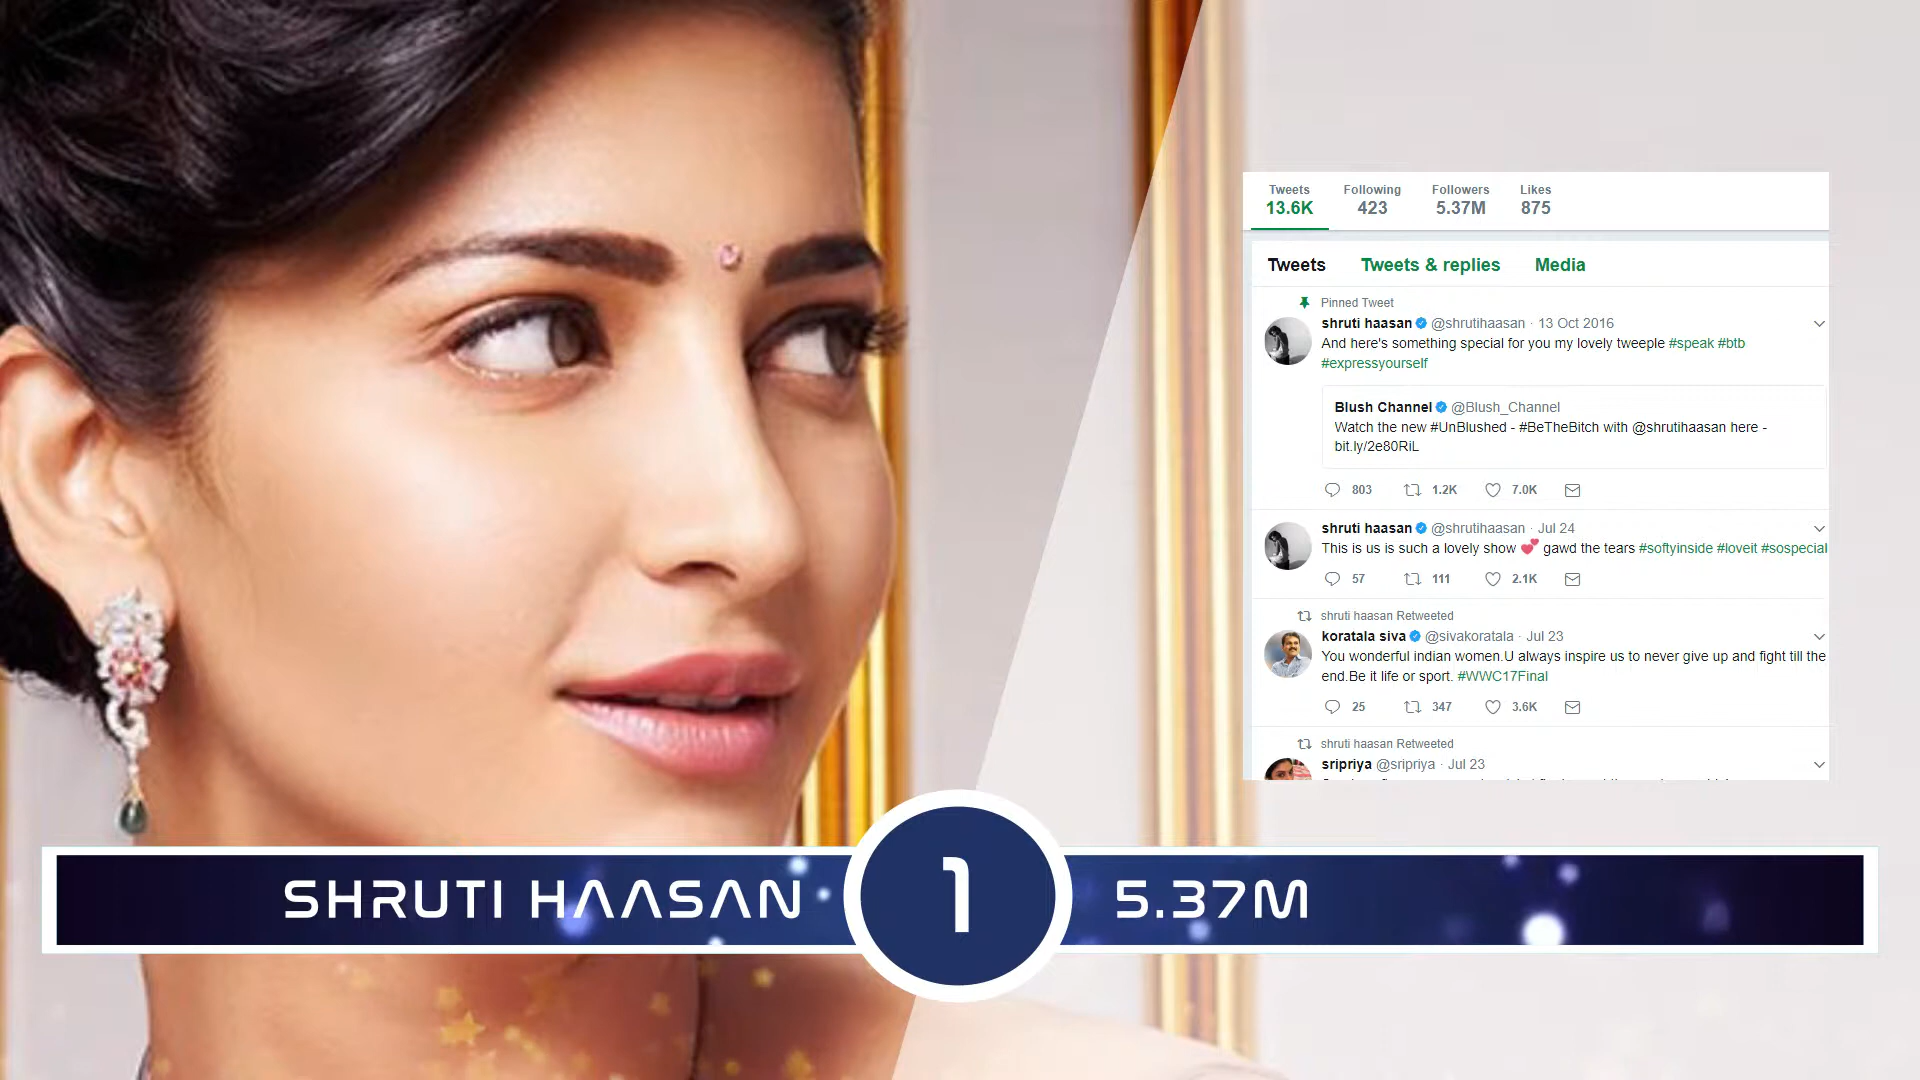 Tweets Following Followers Likes
13.6K 423 5.37M 875
Tweets Tweets & replies Media
Pinned Tweet
shruti haasan @shrutihaasan · 13 Oct 2016
And here's something special for you my lovely tweeple #speak #btb
#expressyourself
Blush Channel @Blush_Channel
Watch the new #UnBlushed - #BeTheBitch with @shrutihaasan here -
bit.ly/2e80RiL
803 1.2K 7.0K
shruti haasan @shrutihaasan · Jul 24
This is us is such a lovely show 💕 gawd the tears #softyinside #loveit #sospecial
57 111 2.1K
shruti haasan Retweeted
koratala siva @sivakoratala · Jul 23
You wonderful indian women.U always inspire us to never give up and fight till the
end.Be it life or sport. #WWC17Final
25 347 3.6K
shruti haasan Retweeted
sripriya @sripriya · Jul 23
SHRUTI HAASAN 1 5.37M